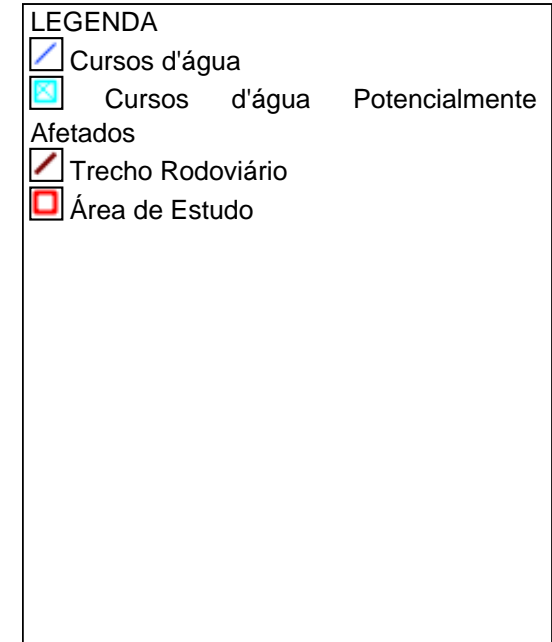 LEGENDA
Cursos d'água
Cursos d'água Potencialmente
Afetados
Trecho Rodoviário
Área de Estudo